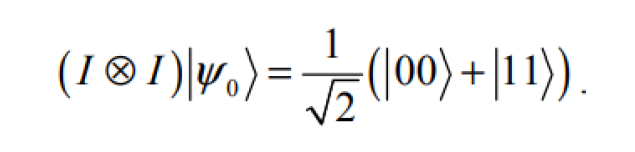 (I ⊗ I)|ψ₀⟩ = 1/√2 (|00⟩ + |11⟩).